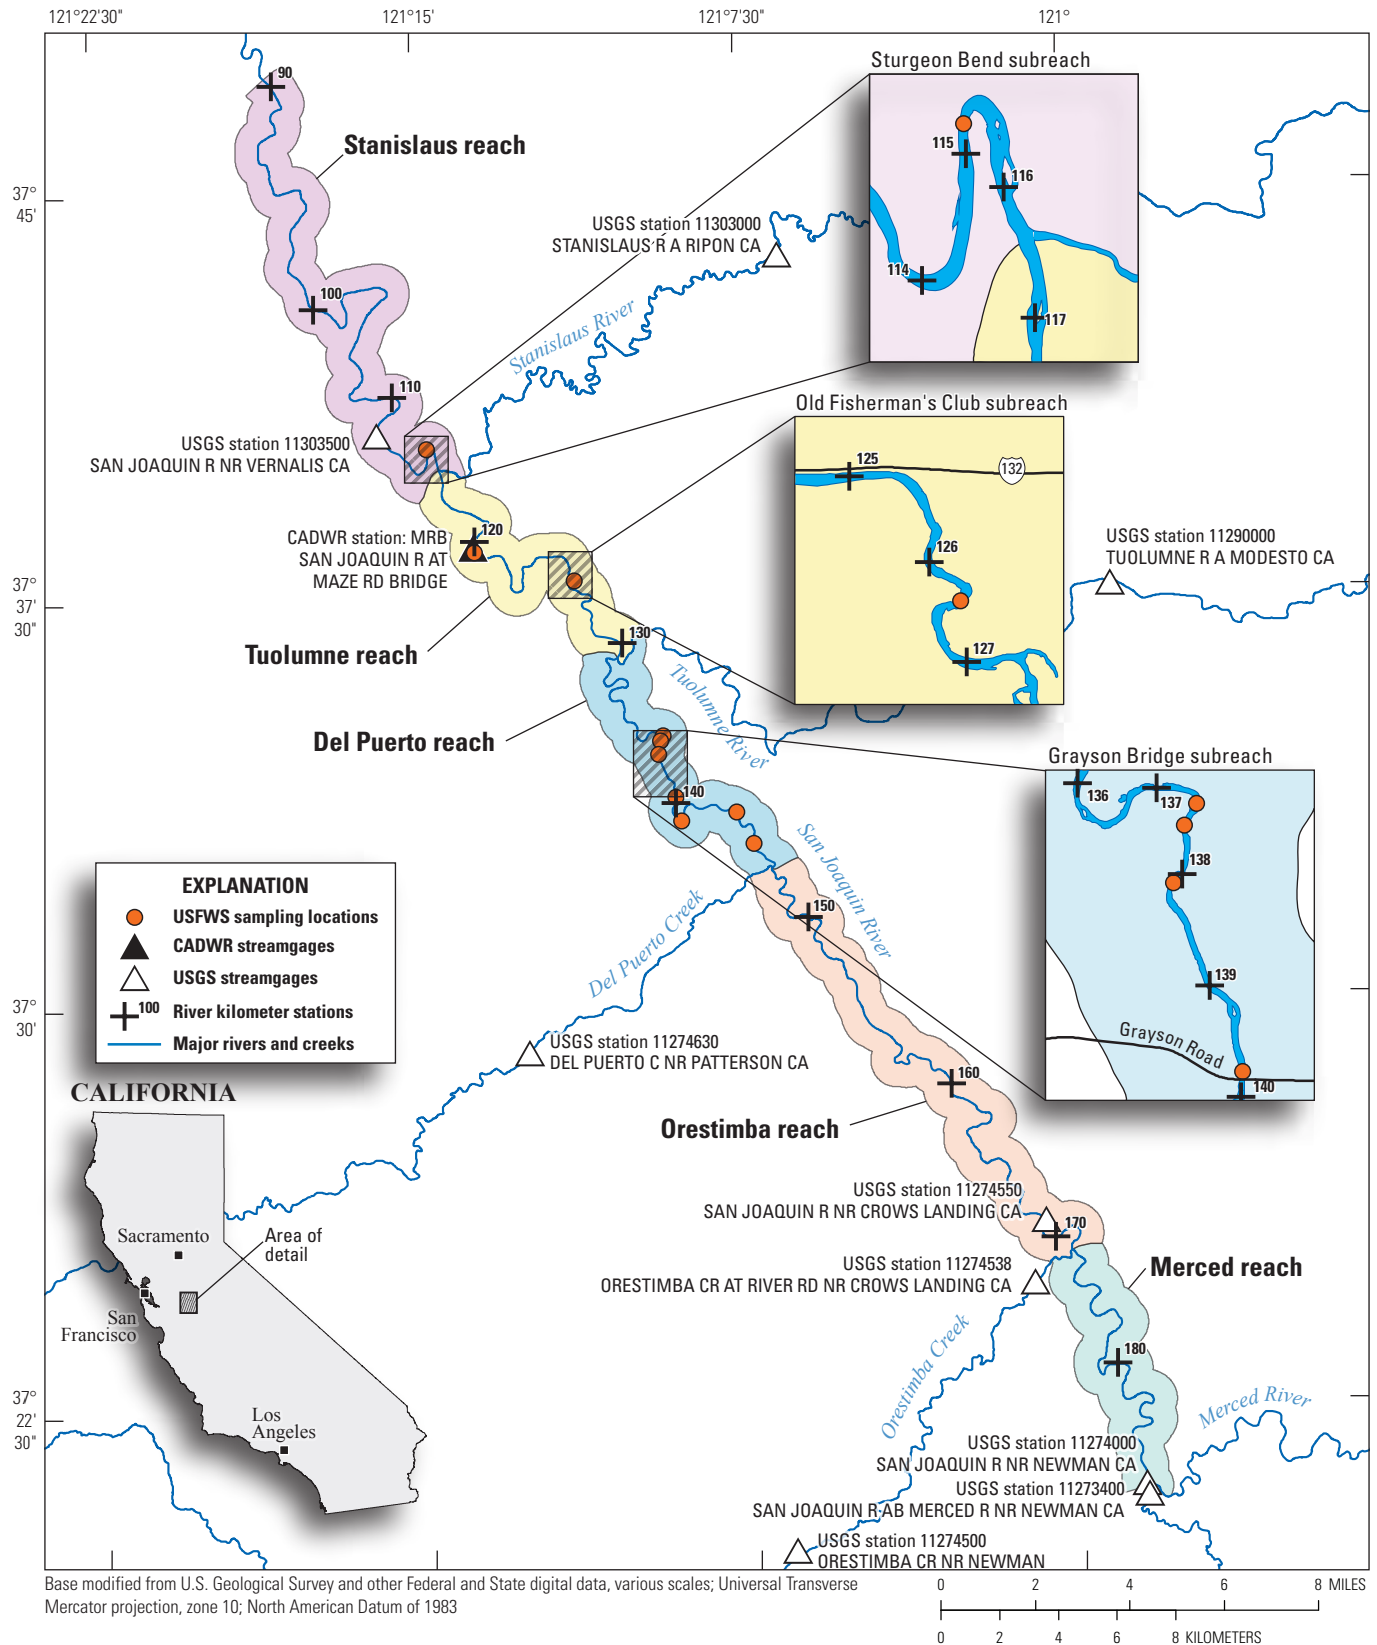 121°22'30"
121°15'
121°7'30"
121°
Sturgeon Bend subreach
90
Stanislaus reach
115
116
114
117
37°
45'
USGS station 11303000
STANISLAUS R A RIPON CA
100
Stanislaus River
110
Old Fisherman's Club subreach
USGS station 11303500
SAN JOAQUIN R NR VERNALIS CA
125
132
126
127
120
CADWR station: MRB
SAN JOAQUIN R AT
MAZE RD BRIDGE
USGS station 11290000
TUOLUMNE R A MODESTO CA
37°
37'
30"
130
Tuolumne reach
Tuolumne River
Del Puerto reach
Grayson Bridge subreach
136
137
138
139
Grayson Road
140
140
San Joaquin River
EXPLANATION
USFWS sampling locations
CADWR streamgages
USGS streamgages
100 River kilometer stations
Major rivers and creeks
150
Del Puerto Creek
37°
30'
USGS station 11274630
DEL PUERTO C NR PATTERSON CA
160
CALIFORNIA
Orestimba reach
USGS station 11274550
SAN JOAQUIN R NR CROWS LANDING CA
170
Sacramento
Area of
detail
San
Francisco
Los
Angeles
USGS station 11274538
ORESTIMBA CR AT RIVER RD NR CROWS LANDING CA
Merced reach
Orestimba Creek
180
Merced River
37°
22'
30"
USGS station 11274000
SAN JOAQUIN R NR NEWMAN CA
USGS station 11273400
SAN JOAQUIN R AB MERCED R NR NEWMAN CA
USGS station 11274500
ORESTIMBA CR NR NEWMAN
Base modified from U.S. Geological Survey and other Federal and State digital data, various scales; Universal Transverse
Mercator projection, zone 10; North American Datum of 1983
0 2 4 6 8 MILES
0 2 4 6 8 KILOMETERS